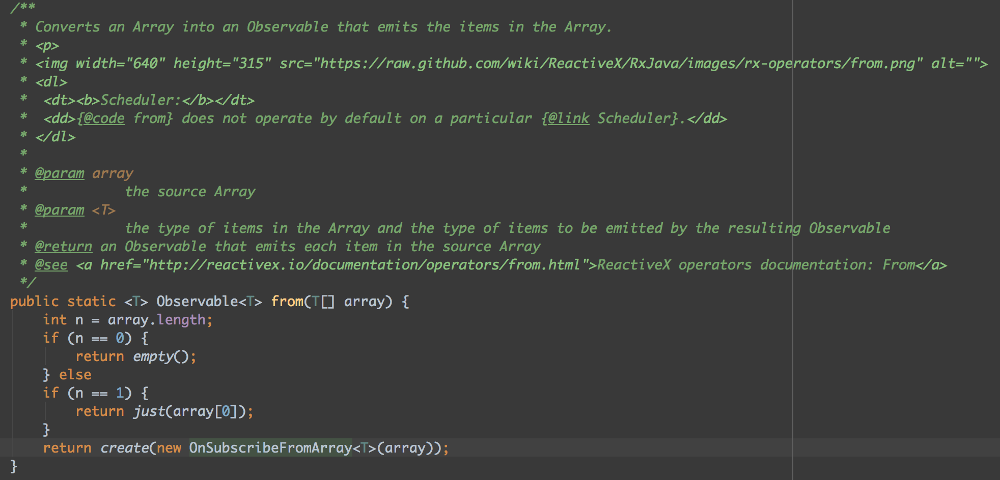 /**
 * Converts an Array into an Observable that emits the items in the Array.
 * <p>
 * <img width="640" height="315" src="https://raw.github.com/wiki/ReactiveX/RxJava/images/rx-operators/from.png" alt="">
 * <dl>
 *  <dt><b>Scheduler:</b></dt>
 *  <dd>{@code from} does not operate by default on a particular {@link Scheduler}.</dd>
 * </dl>
 *
 * @param array
 *            the source Array
 * @param <T>
 *            the type of items in the Array and the type of items to be emitted by the resulting Observable
 * @return an Observable that emits each item in the source Array
 * @see <a href="http://reactivex.io/documentation/operators/from.html">ReactiveX operators documentation: From</a>
 */
public static <T> Observable<T> from(T[] array) {
    int n = array.length;
    if (n == 0) {
        return empty();
    } else
    if (n == 1) {
        return just(array[0]);
    }
    return create(new OnSubscribeFromArray<T>(array));
}